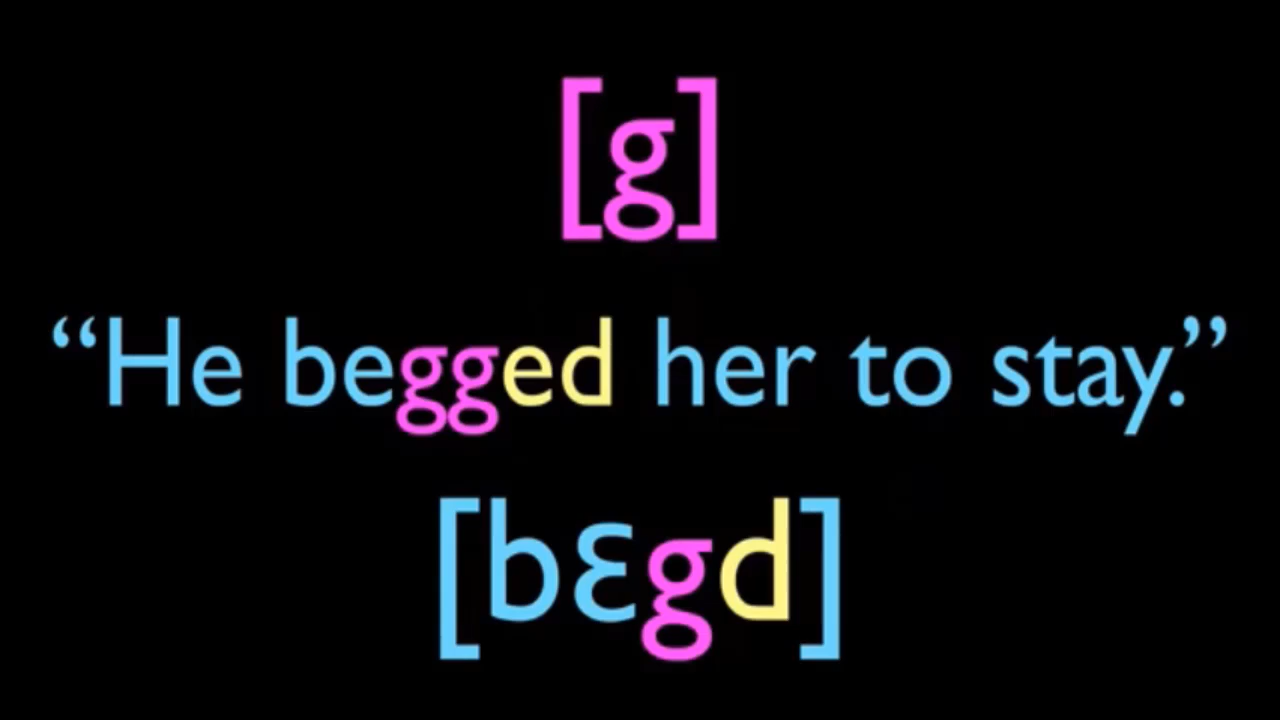 [g]
“He begged her to stay.”
[bɛgd]